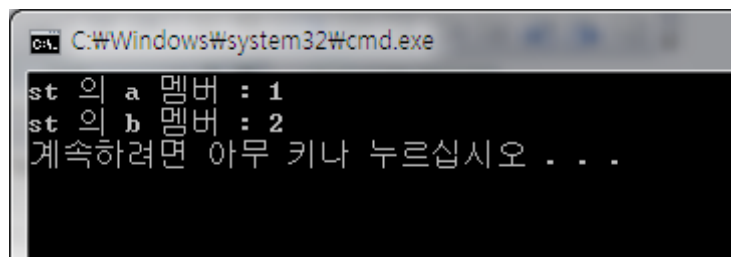 C:₩Windows₩system32₩cmd.exe
st 의 a 멤버 : 1
st 의 b 멤버 : 2
계속하려면 아무 키나 누르십시오 . . .